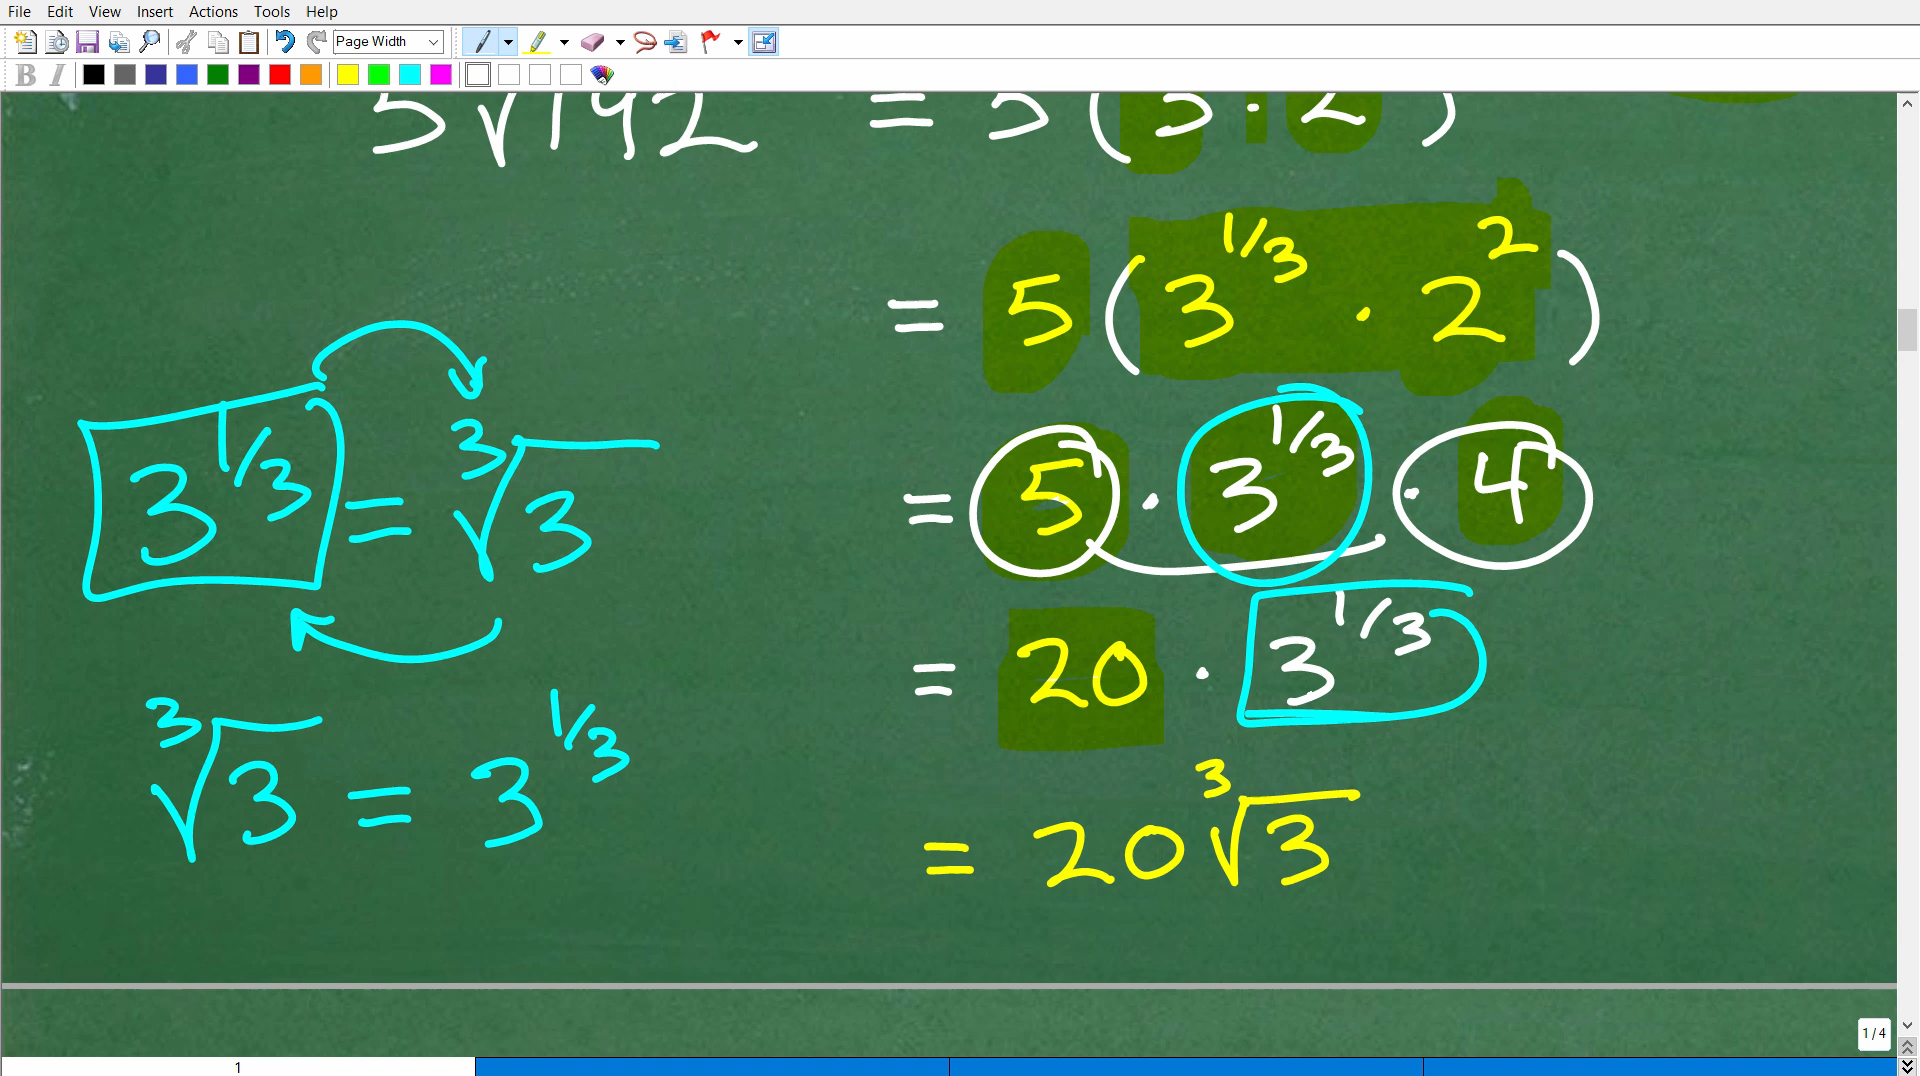 File Edit View Insert Actions Tools Help
Page Width
B I
5√192 = 5(3 · 2 )
= 5(3^1/3 · 2^2)
3^1/3 = ∛3
= 5 · 3^1/3 · 4
= 20 · 3^1/3
∛3 = 3^1/3
= 20∛3
1 / 4
1